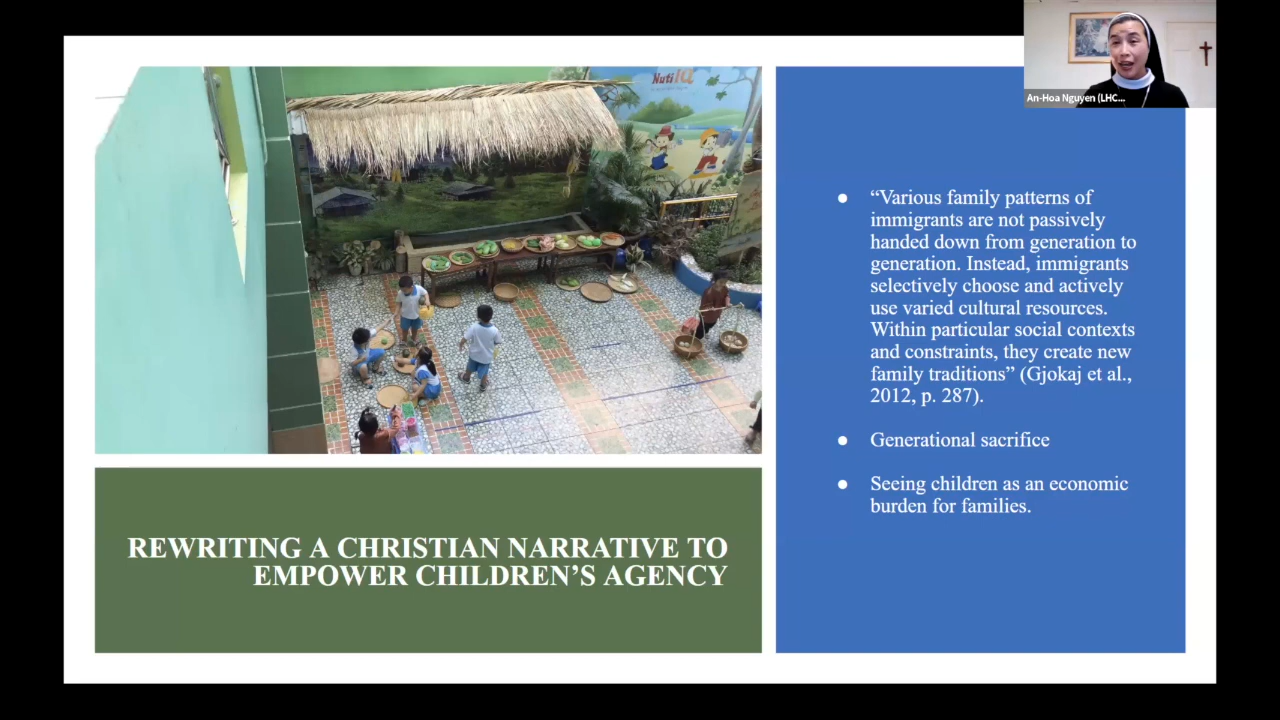 Nuti
An-Hoa Nguyen (LHC...
● “Various family patterns of
immigrants are not passively
handed down from generation to
generation. Instead, immigrants
selectively choose and actively
use varied cultural resources.
Within particular social contexts
and constraints, they create new
family traditions” (Gjokaj et al.,
2012, p. 287).
● Generational sacrifice
● Seeing children as an economic
burden for families.
REWRITING A CHRISTIAN NARRATIVE TO
EMPOWER CHILDREN’S AGENCY